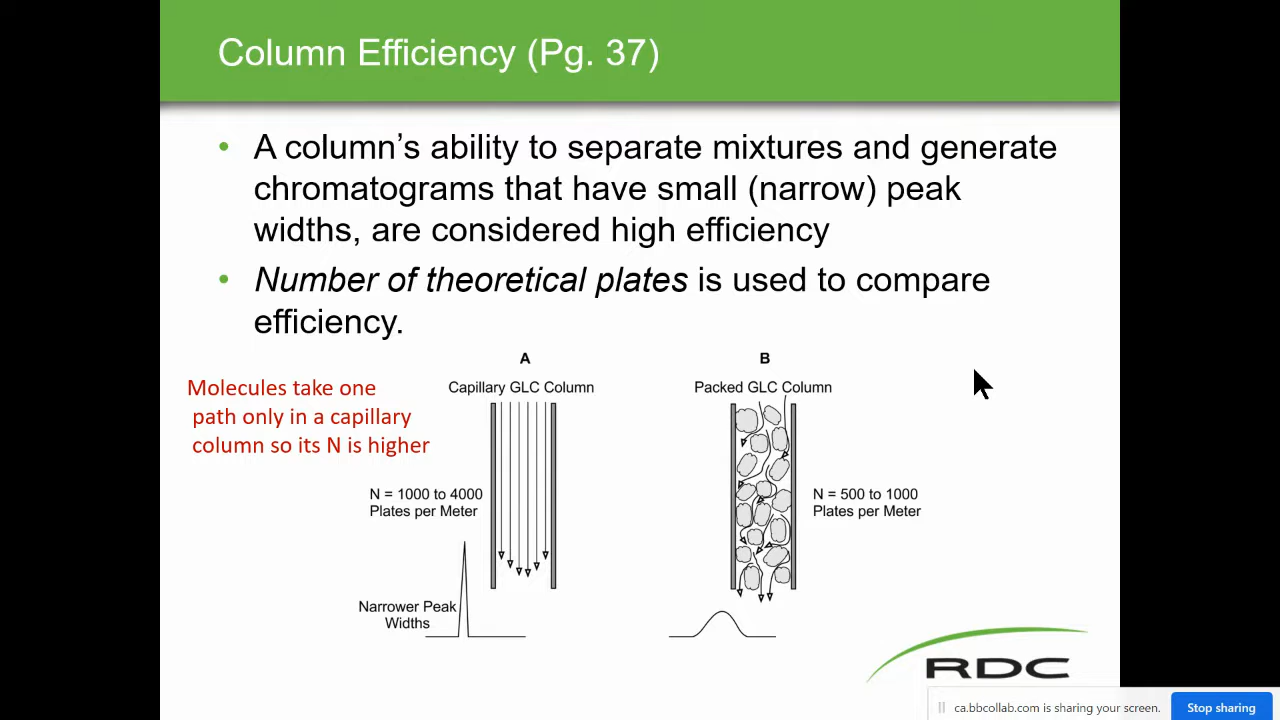 Column Efficiency (Pg. 37)
• A column’s ability to separate mixtures and generate
chromatograms that have small (narrow) peak
widths, are considered high efficiency
• Number of theoretical plates is used to compare
efficiency.
A
B
Molecules take one
path only in a capillary
column so its N is higher
Capillary GLC Column
Packed GLC Column
N = 1000 to 4000
Plates per Meter
N = 500 to 1000
Plates per Meter
Narrower Peak
Widths
RDC
ca.bbcollab.com is sharing your screen.
Stop sharing